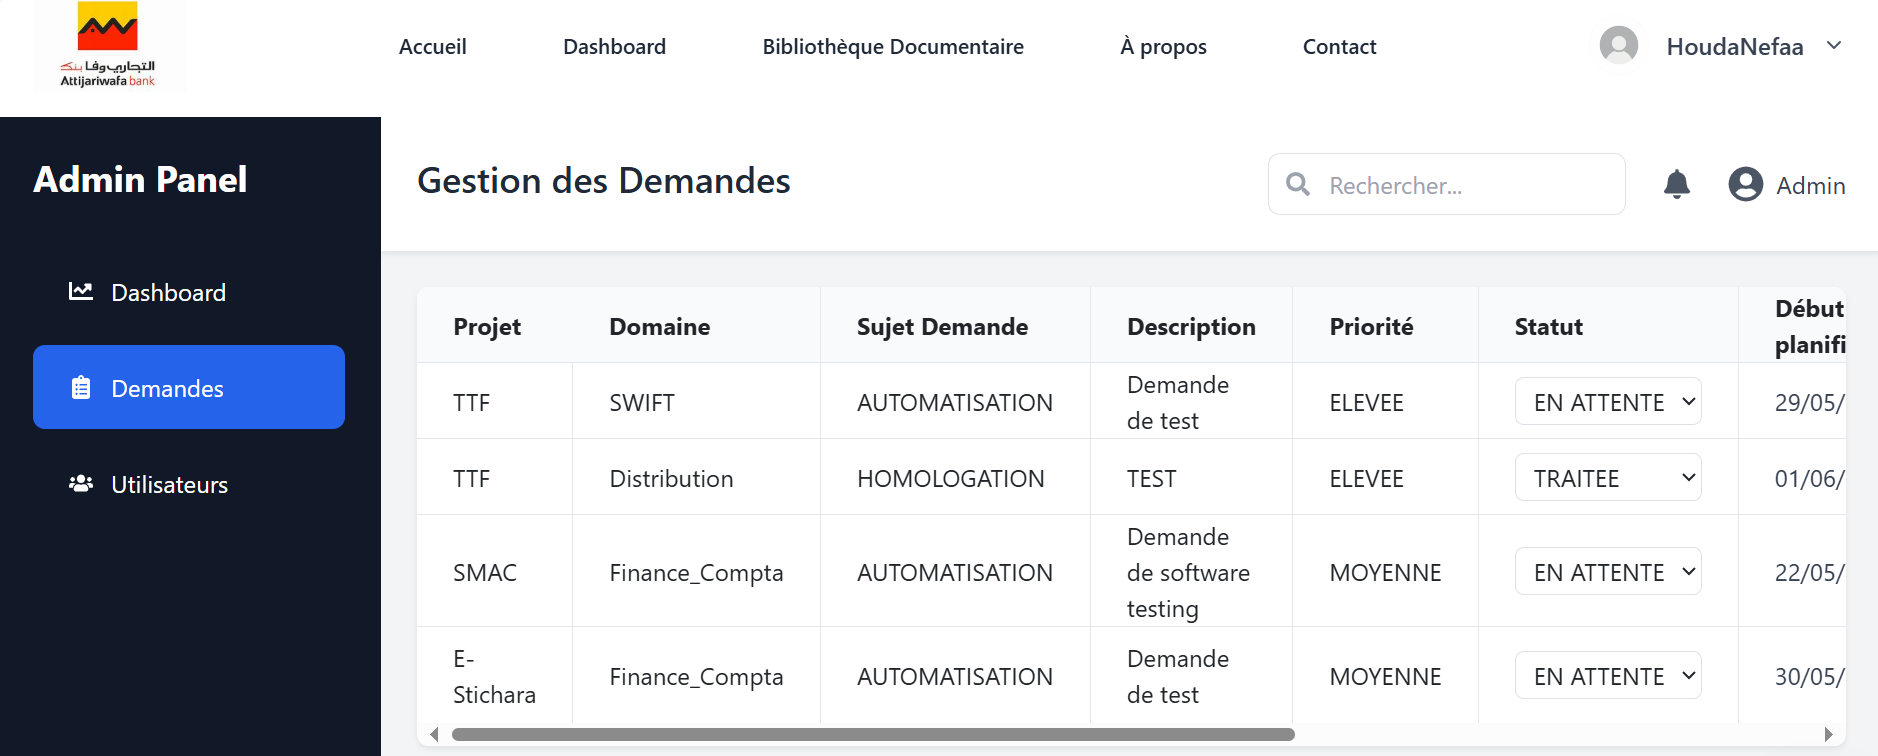 التجاري وفا بنك
Attijariwafa bank
Accueil
Dashboard
Bibliothèque Documentaire
À propos
Contact
HoudaNefaa
Admin Panel
Dashboard
Demandes
Utilisateurs
Gestion des Demandes
Rechercher...
Admin
Projet
Domaine
Sujet Demande
Description
Priorité
Statut
Début
planifi
TTF
SWIFT
AUTOMATISATION
Demande
de test
ELEVEE
EN ATTENTE
29/05/
TTF
Distribution
HOMOLOGATION
TEST
ELEVEE
TRAITEE
01/06/
SMAC
Finance_Compta
AUTOMATISATION
Demande
de software
testing
MOYENNE
EN ATTENTE
22/05/
E-
Stichara
Finance_Compta
AUTOMATISATION
Demande
de test
MOYENNE
EN ATTENTE
30/05/